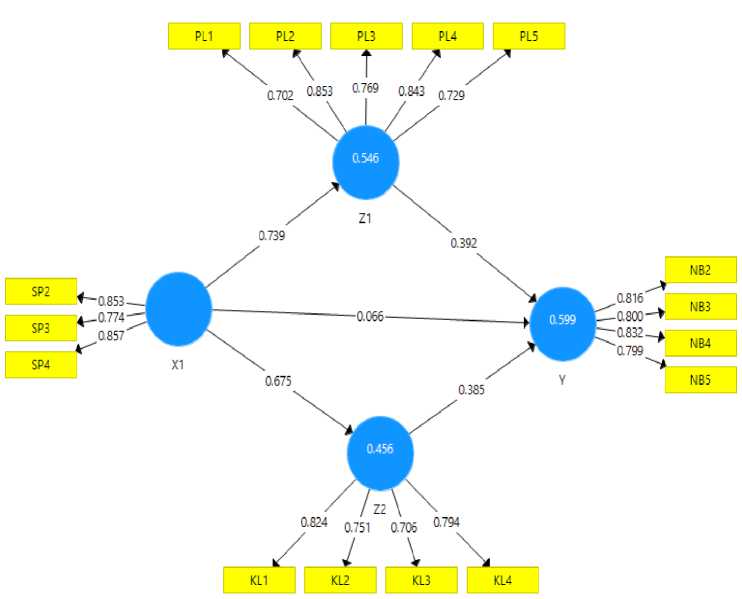 PL1 PL2 PL3 PL4 PL5
0.702 0.853 0.769 0.843 0.729
0.546
Z1
0.739 0.392
SP2 0.853
SP3 0.774
SP4 0.857
X1
0.066
NB2 0.816
NB3 0.800
NB4 0.832
NB5 0.799
0.599
Y
0.675 0.385
0.456
Z2
0.824 0.751 0.706 0.794
KL1 KL2 KL3 KL4